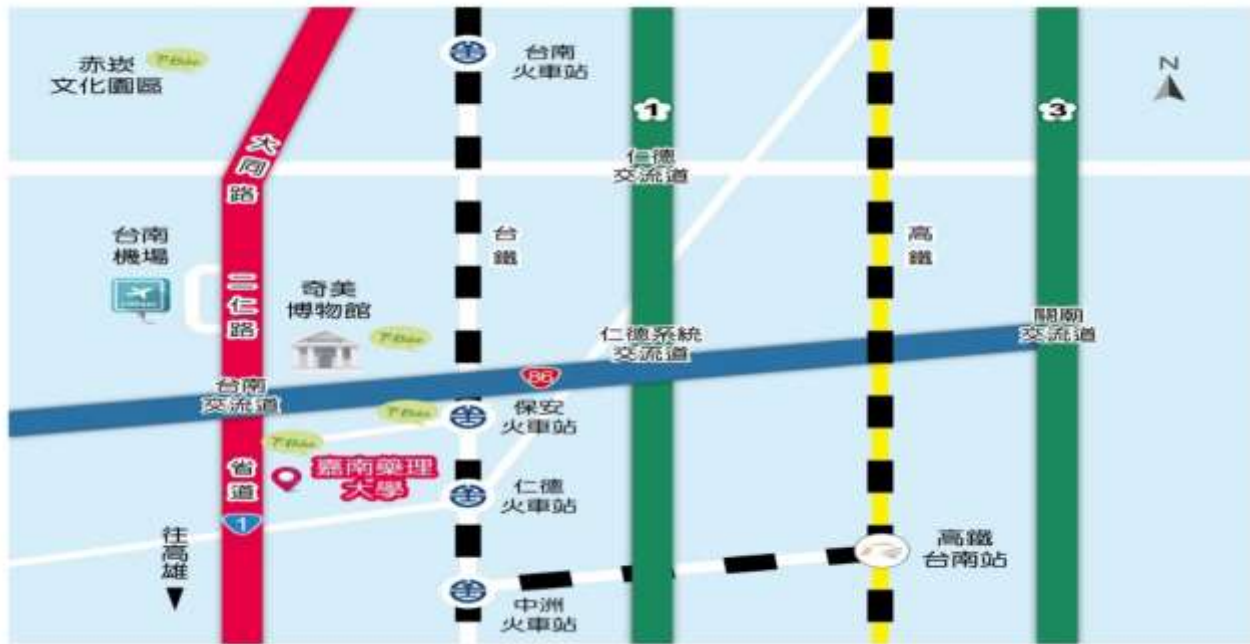 赤崁
文化園區
台南
火車站
N
1
3
大同路
仁德
交流道
台南
機場
台鐵
高鐵
二仁路
奇美
博物館
關廟
交流道
仁德系統
交流道
86
台南
交流道
保安
火車站
嘉南藥理
大學
省道
1
仁德
火車站
往高雄
高鐵
台南站
中洲
火車站